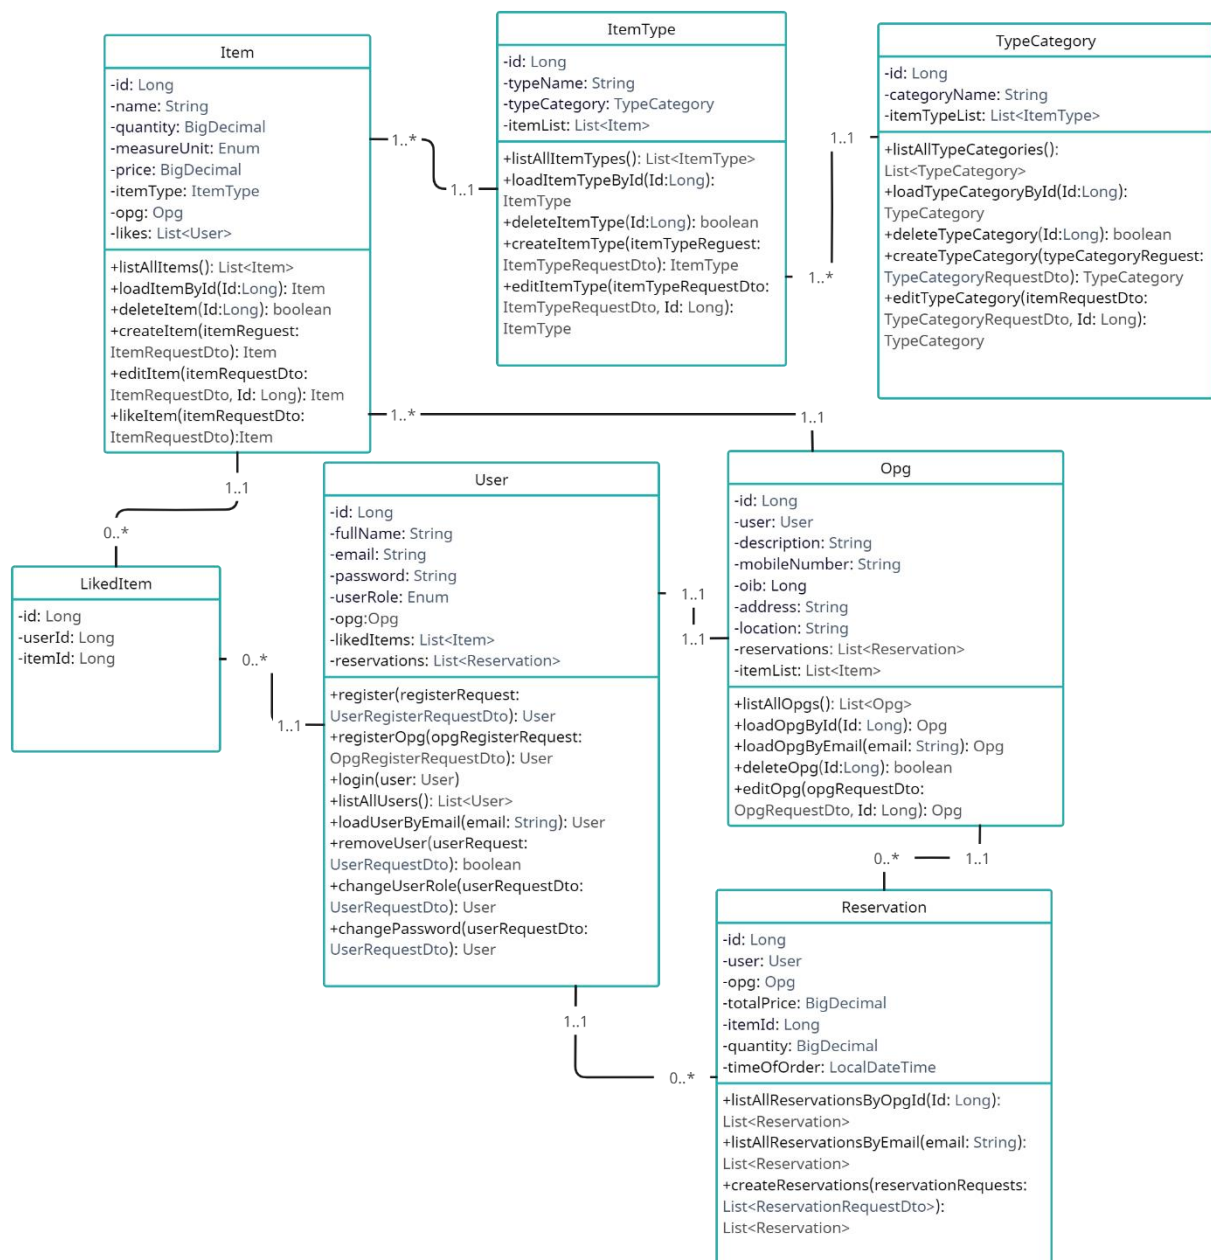 Item
-id: Long
-name: String
-quantity: BigDecimal
-measureUnit: Enum
-price: BigDecimal
-itemType: ItemType
-opg: Opg
-likes: List<User>
+listAllItems(): List<Item>
+loadItemById(Id:Long): Item
+deleteItem(Id:Long): boolean
+createItem(itemReguest:
ItemRequestDto): Item
+editItem(itemRequestDto:
ItemRequestDto, Id: Long): Item
+likeItem(itemRequestDto:
ItemRequestDto):Item
1..*
1..1
ItemType
-id: Long
-typeName: String
-typeCategory: TypeCategory
-itemList: List<Item>
+listAllItemTypes(): List<ItemType>
+loadItemTypeById(Id:Long):
ItemType
+deleteItemType(Id:Long): boolean
+createItemType(itemTypeReguest:
ItemTypeRequestDto): ItemType
+editItemType(itemTypeRequestDto:
ItemTypeRequestDto, Id: Long):
ItemType
1..1
1..*
TypeCategory
-id: Long
-categoryName: String
-itemTypeList: List<ItemType>
+listAllTypeCategories():
List<TypeCategory>
+loadTypeCategoryById(Id:Long):
TypeCategory
+deleteTypeCategory(Id:Long): boolean
+createTypeCategory(typeCategoryReguest:
TypeCategoryRequestDto): TypeCategory
+editTypeCategory(itemRequestDto:
TypeCategoryRequestDto, Id: Long):
TypeCategory
1..*
1..1
1..1
0..*
LikedItem
-id: Long
-userId: Long
-itemId: Long
0..*
1..1
User
-id: Long
-fullName: String
-email: String
-password: String
-userRole: Enum
-opg:Opg
-likedItems: List<Item>
-reservations: List<Reservation>
+register(registerRequest:
UserRegisterRequestDto): User
+registerOpg(opgRegisterRequest:
OpgRegisterRequestDto): User
+login(user: User)
+listAllUsers(): List<User>
+loadUserByEmail(email: String): User
+removeUser(userRequest:
UserRequestDto): boolean
+changeUserRole(userRequestDto:
UserRequestDto): User
+changePassword(userRequestDto:
UserRequestDto): User
1..1
1..1
Opg
-id: Long
-user: User
-description: String
-mobileNumber: String
-oib: Long
-address: String
-location: String
-reservations: List<Reservation>
-itemList: List<Item>
+listAllOpgs(): List<Opg>
+loadOpgById(Id: Long): Opg
+loadOpgByEmail(email: String): Opg
+deleteOpg(Id:Long): boolean
+editOpg(opgRequestDto:
OpgRequestDto, Id: Long): Opg
0..*
1..1
1..1
0..*
Reservation
-id: Long
-user: User
-opg: Opg
-totalPrice: BigDecimal
-itemId: Long
-quantity: BigDecimal
-timeOfOrder: LocalDateTime
+listAllReservationsByOpgId(Id: Long):
List<Reservation>
+listAllReservationsByEmail(email: String):
List<Reservation>
+createReservations(reservationRequests:
List<ReservationRequestDto>):
List<Reservation>